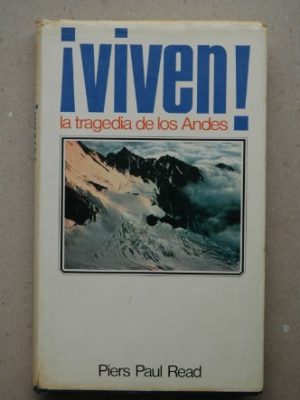 ¡viven!
la tragedia de los Andes
Piers Paul Read